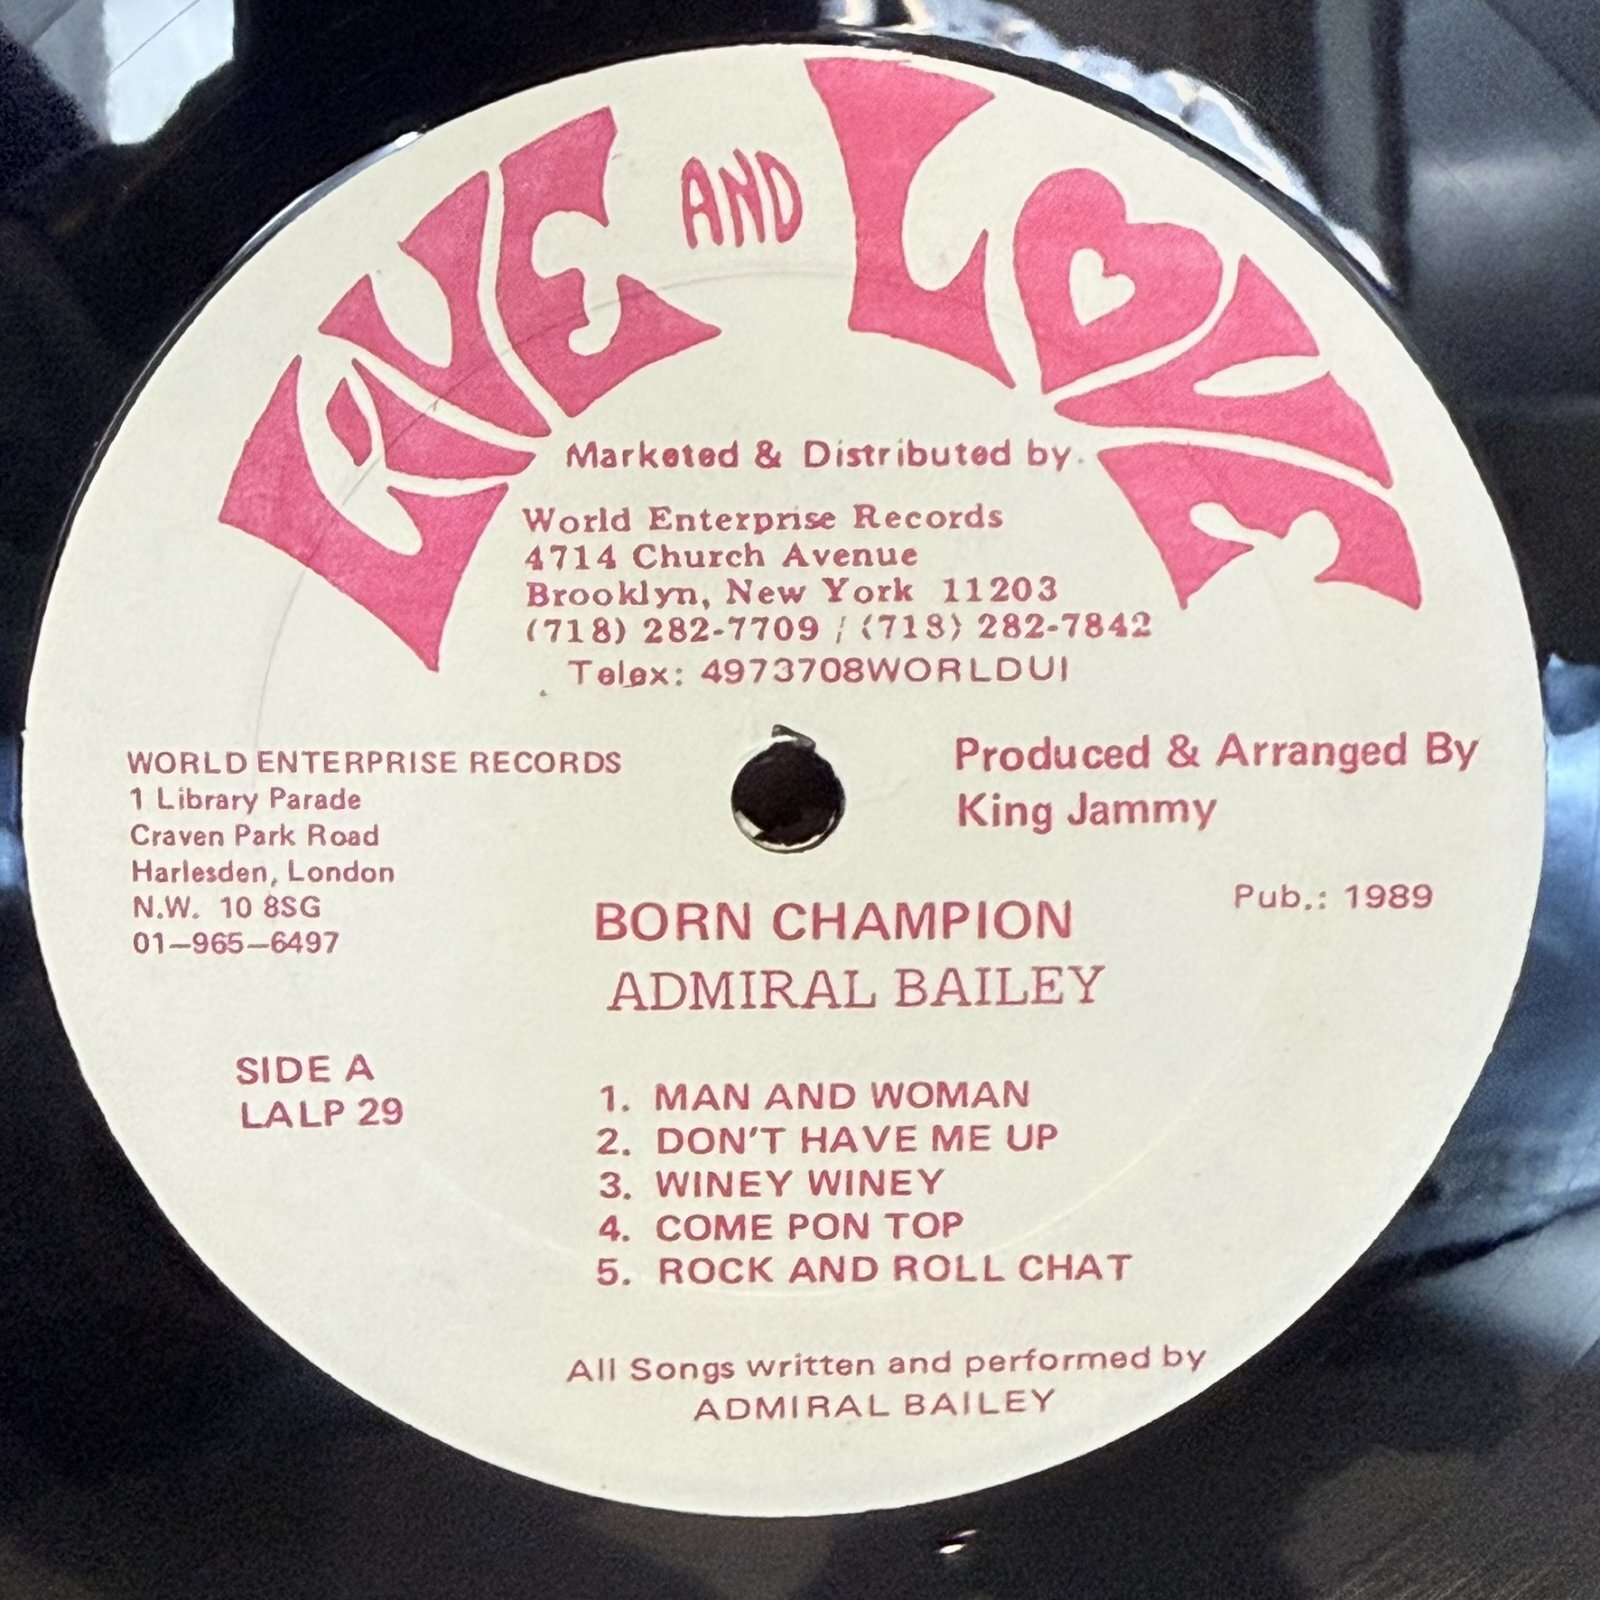 LIVE AND LOVE
Marketed & Distributed by
World Enterprise Records
4714 Church Avenue
Brooklyn, New York 11203
(718) 282-7709 / (718) 282-7842
Telex: 4973708WORLDUI
WORLD ENTERPRISE RECORDS
1 Library Parade
Craven Park Road
Harlesden, London
N.W. 10 8SG
01-965-6497
Produced & Arranged By
King Jammy
Pub.: 1989
BORN CHAMPION
ADMIRAL BAILEY
SIDE A
LALP 29
1. MAN AND WOMAN
2. DON'T HAVE ME UP
3. WINEY WINEY
4. COME PON TOP
5. ROCK AND ROLL CHAT
All Songs written and performed by
ADMIRAL BAILEY